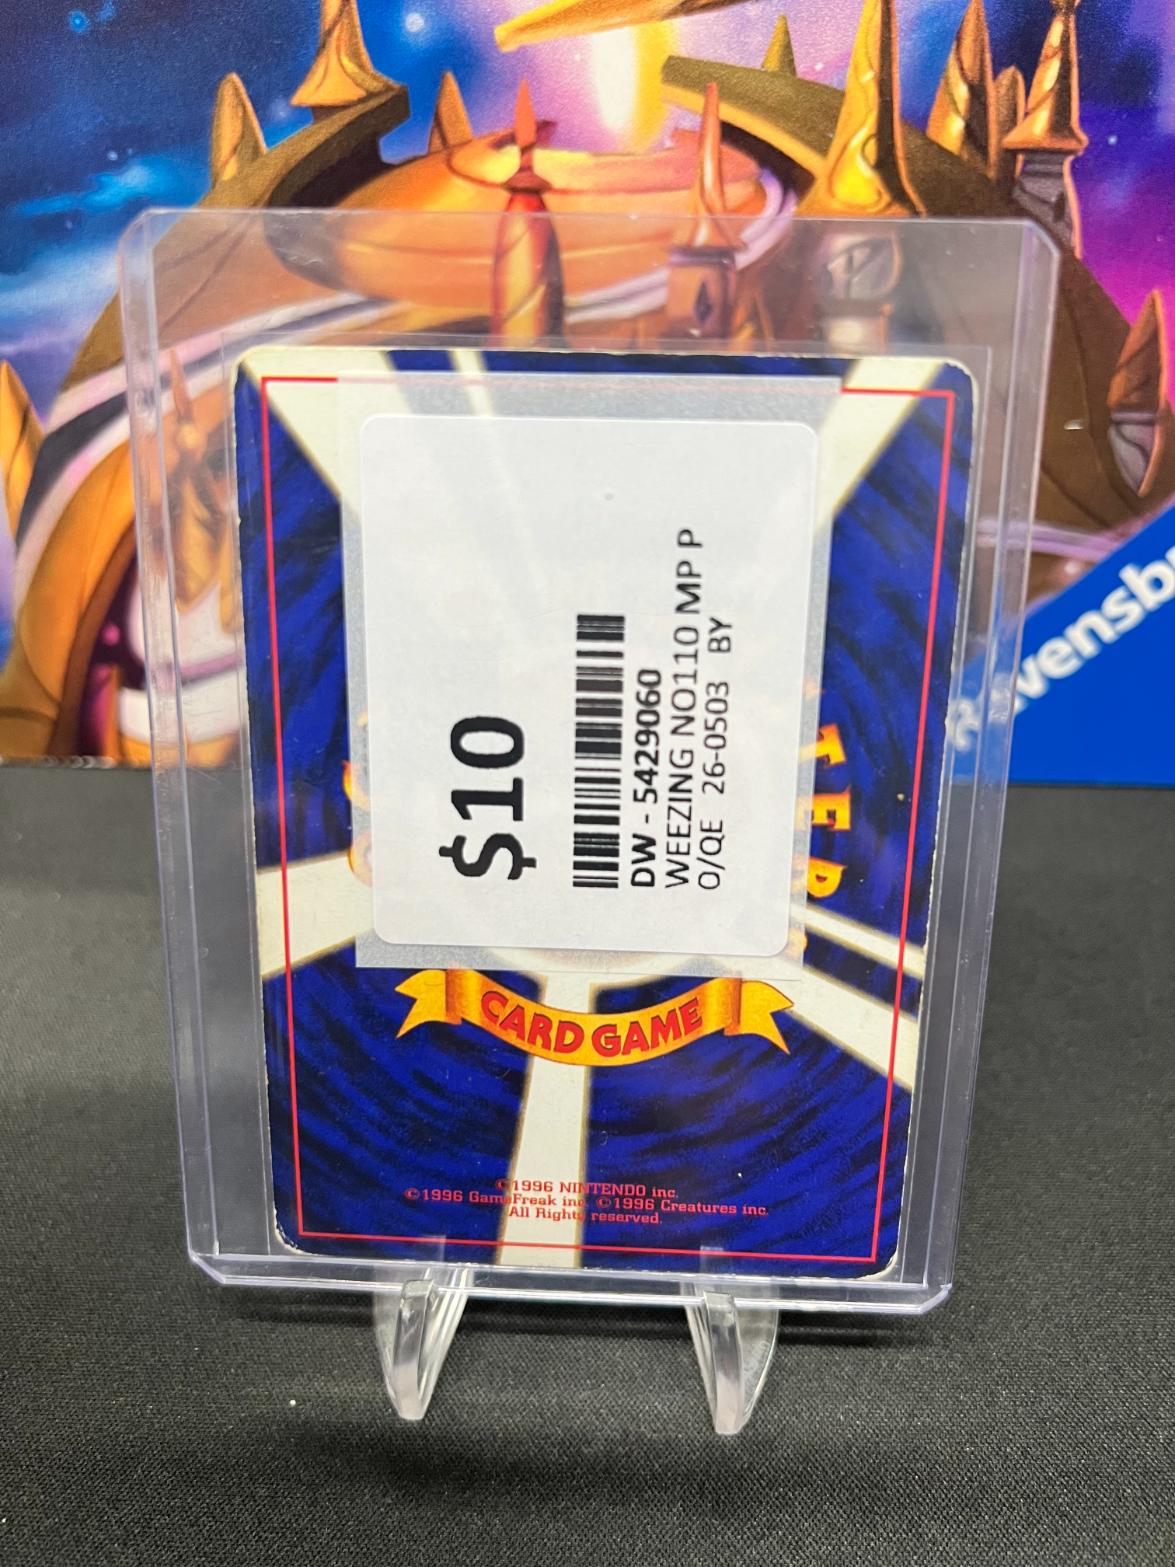 $10
DW - 5429060
WEEZING NO110 MP P
O/QE 26-0503 BY
CARD GAME
©1996 NINTENDO inc.
©1996 GameFreak inc. ©1996 Creatures inc.
All Rights reserved.